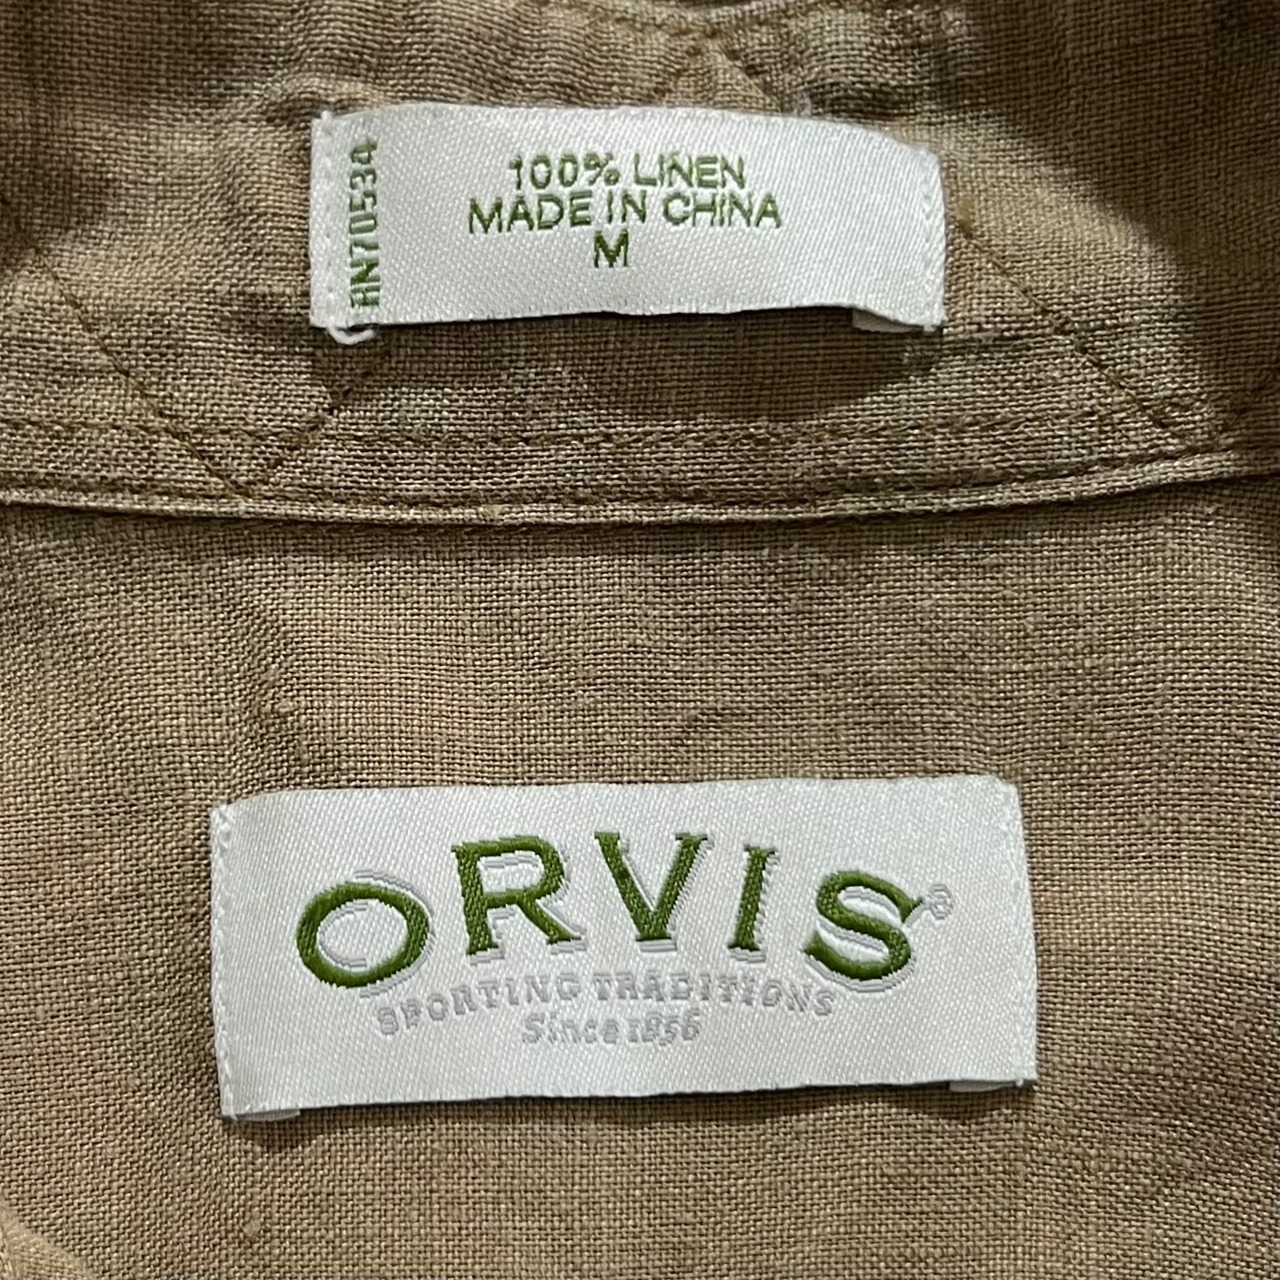 RN70534
100% LINEN
MADE IN CHINA
M
ORVIS®
SPORTING TRADITIONS
Since 1856